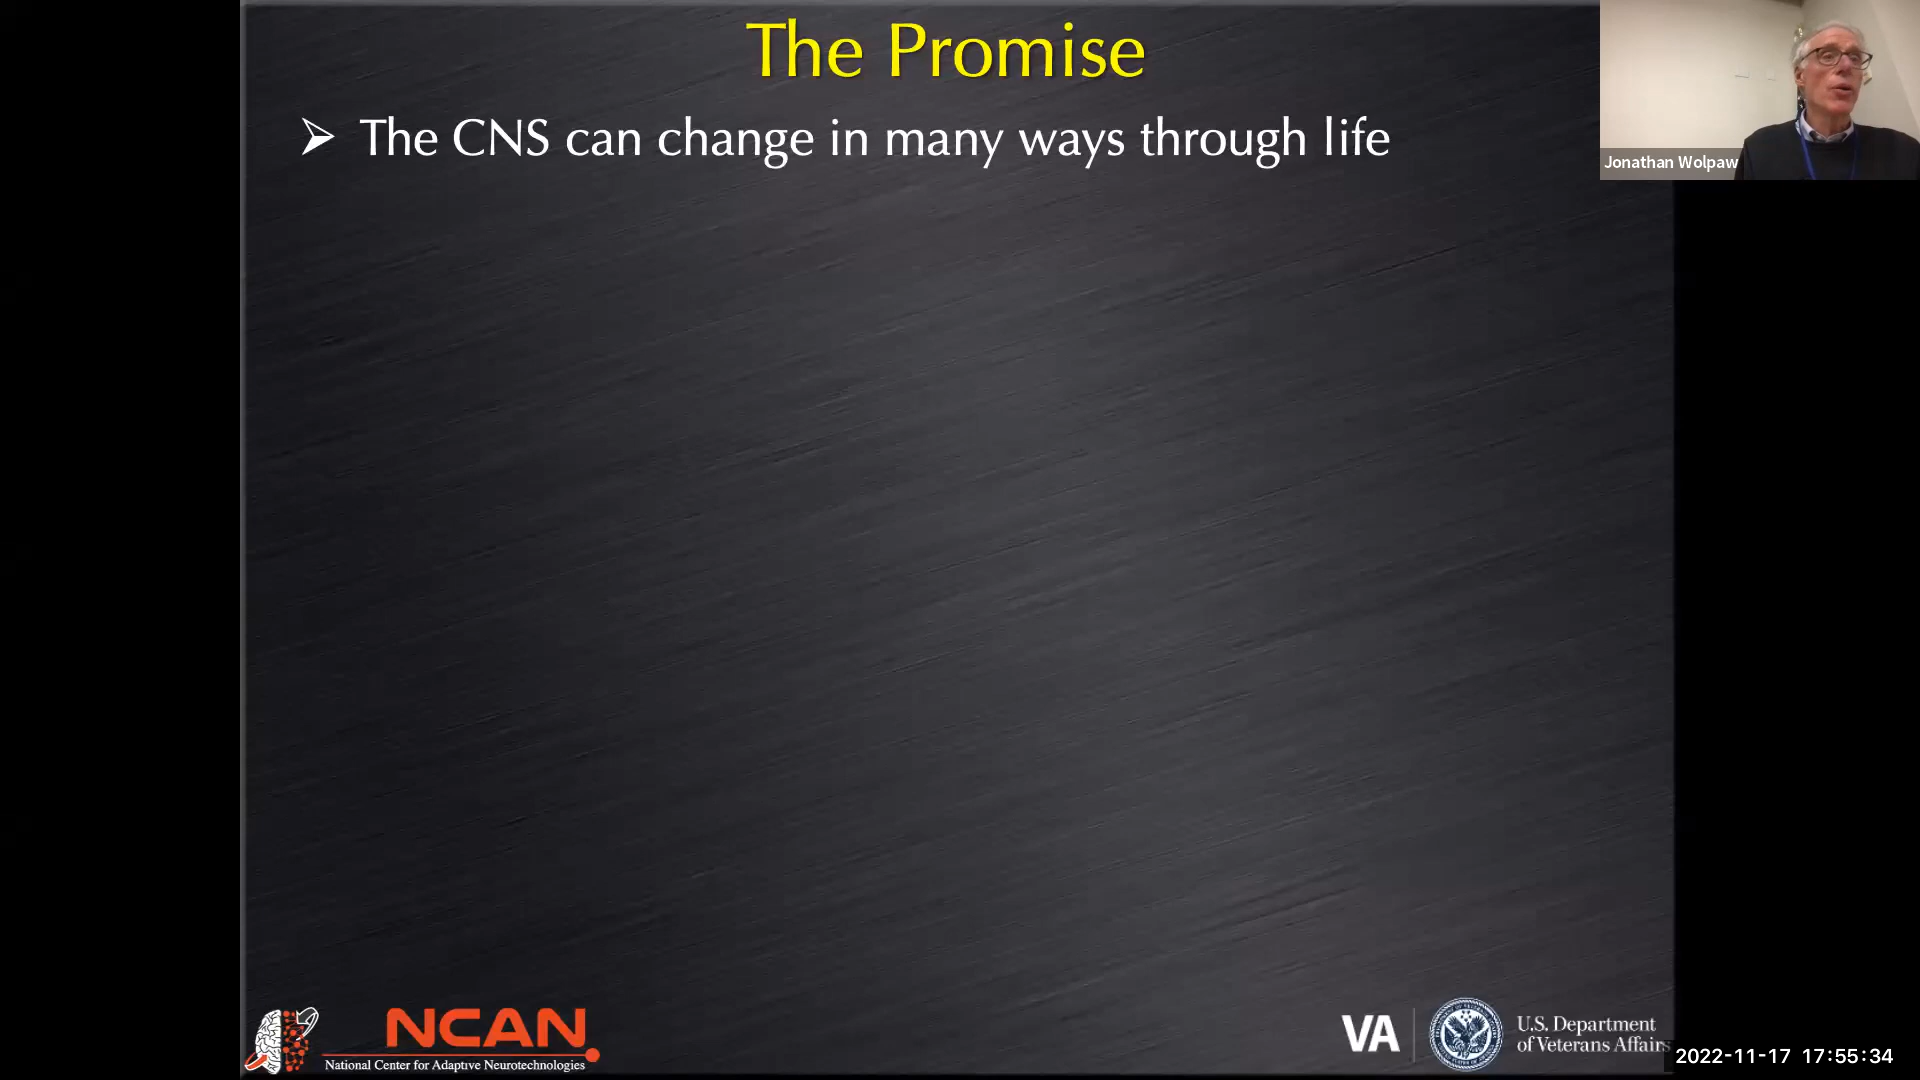 The Promise
➢ The CNS can change in many ways through life
Jonathan Wolpaw
NCAN
National Center for Adaptive Neurotechnologies
VA
U.S. Department
of Veterans Affairs
2022-11-17 17:55:34